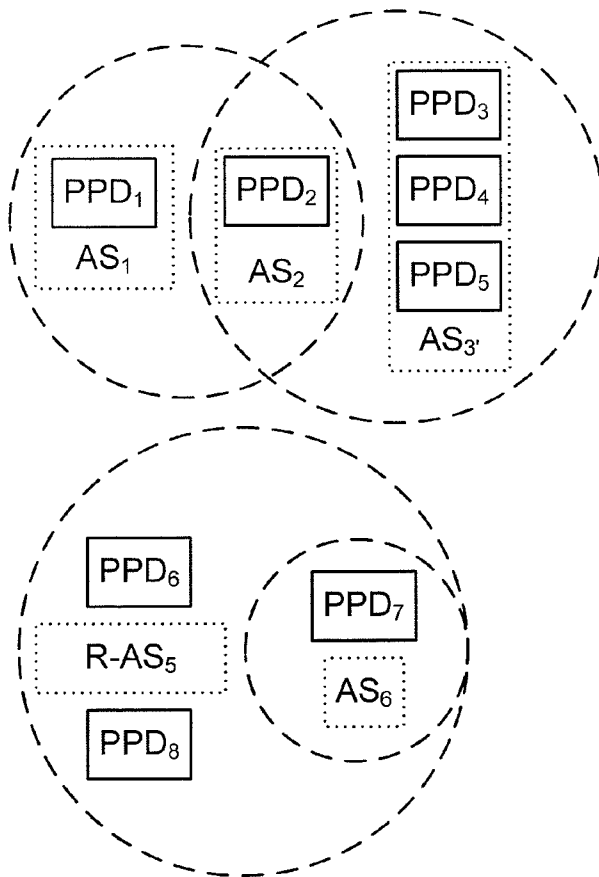 PPD₃
PPD₁
PPD₂
PPD₄
AS₁
AS₂
PPD₅
AS₃'
PPD₆
PPD₇
R-AS₅
AS₆
PPD₈